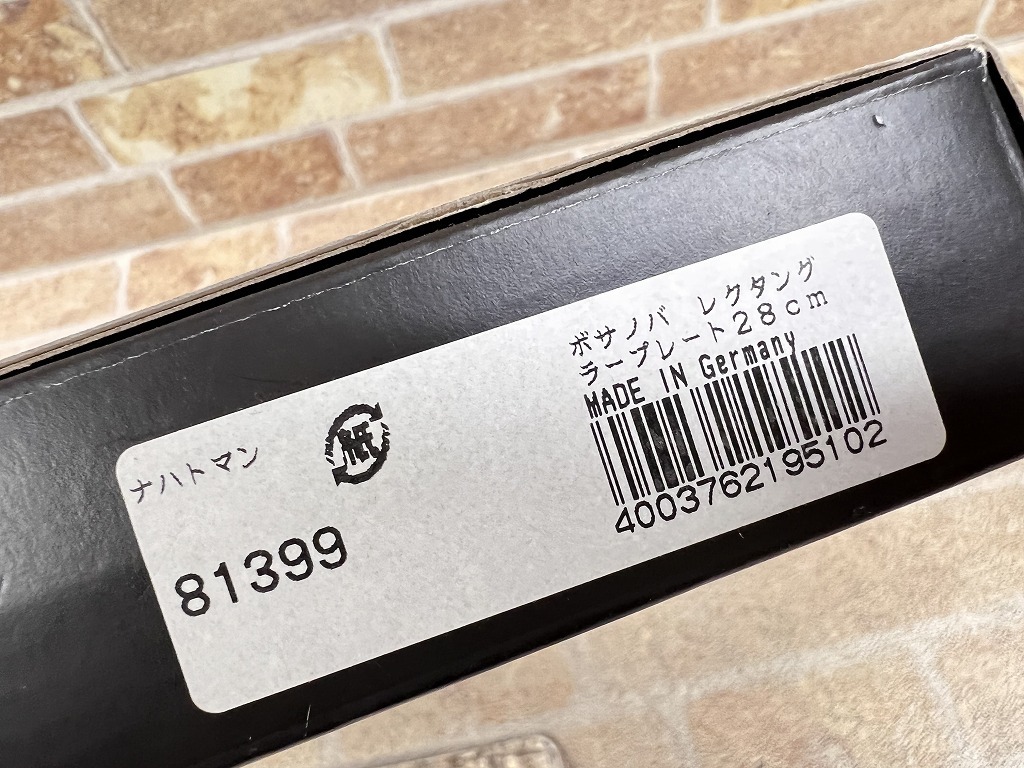 ナハトマン
紙
81399
ボサノバ レクタング
ラープレート28cm
MADE IN Germany
4003762195102